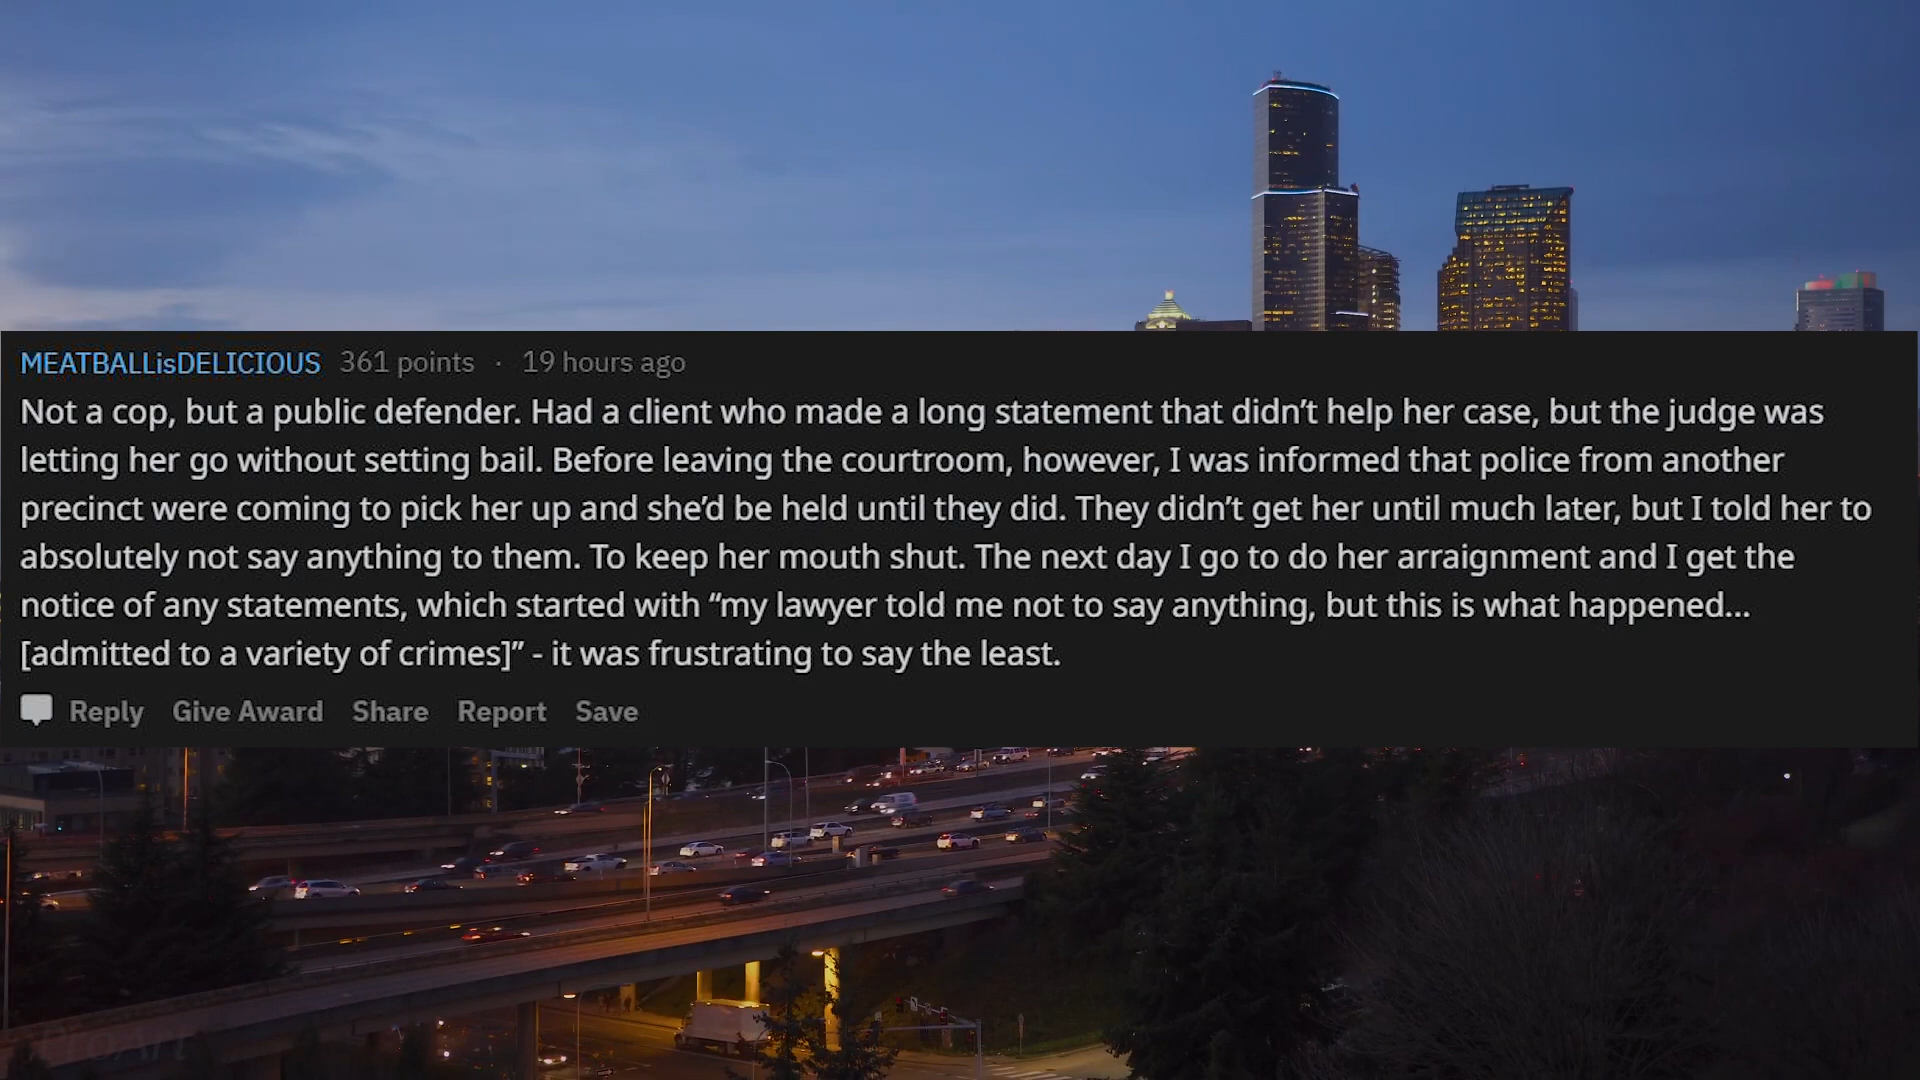 MEATBALLisDELICIOUS 361 points · 19 hours ago
Not a cop, but a public defender. Had a client who made a long statement that didn’t help her case, but the judge was
letting her go without setting bail. Before leaving the courtroom, however, I was informed that police from another
precinct were coming to pick her up and she’d be held until they did. They didn’t get her until much later, but I told her to
absolutely not say anything to them. To keep her mouth shut. The next day I go to do her arraignment and I get the
notice of any statements, which started with “my lawyer told me not to say anything, but this is what happened...
[admitted to a variety of crimes]” - it was frustrating to say the least.
Reply Give Award Share Report Save